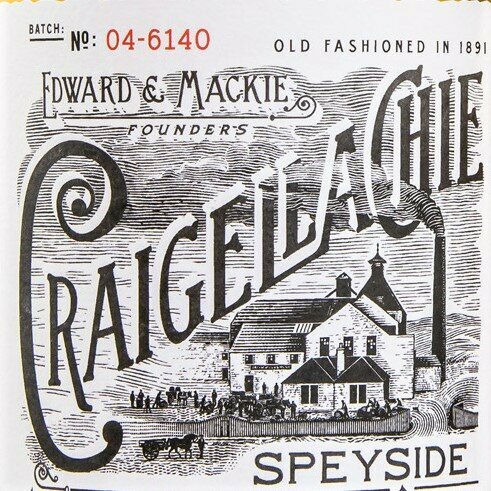 BATCH: Nº: 04-6140
OLD FASHIONED IN 1891
EDWARD & MACKIE
FOUNDERS
CRAIGELLACHIE
SPEYSIDE